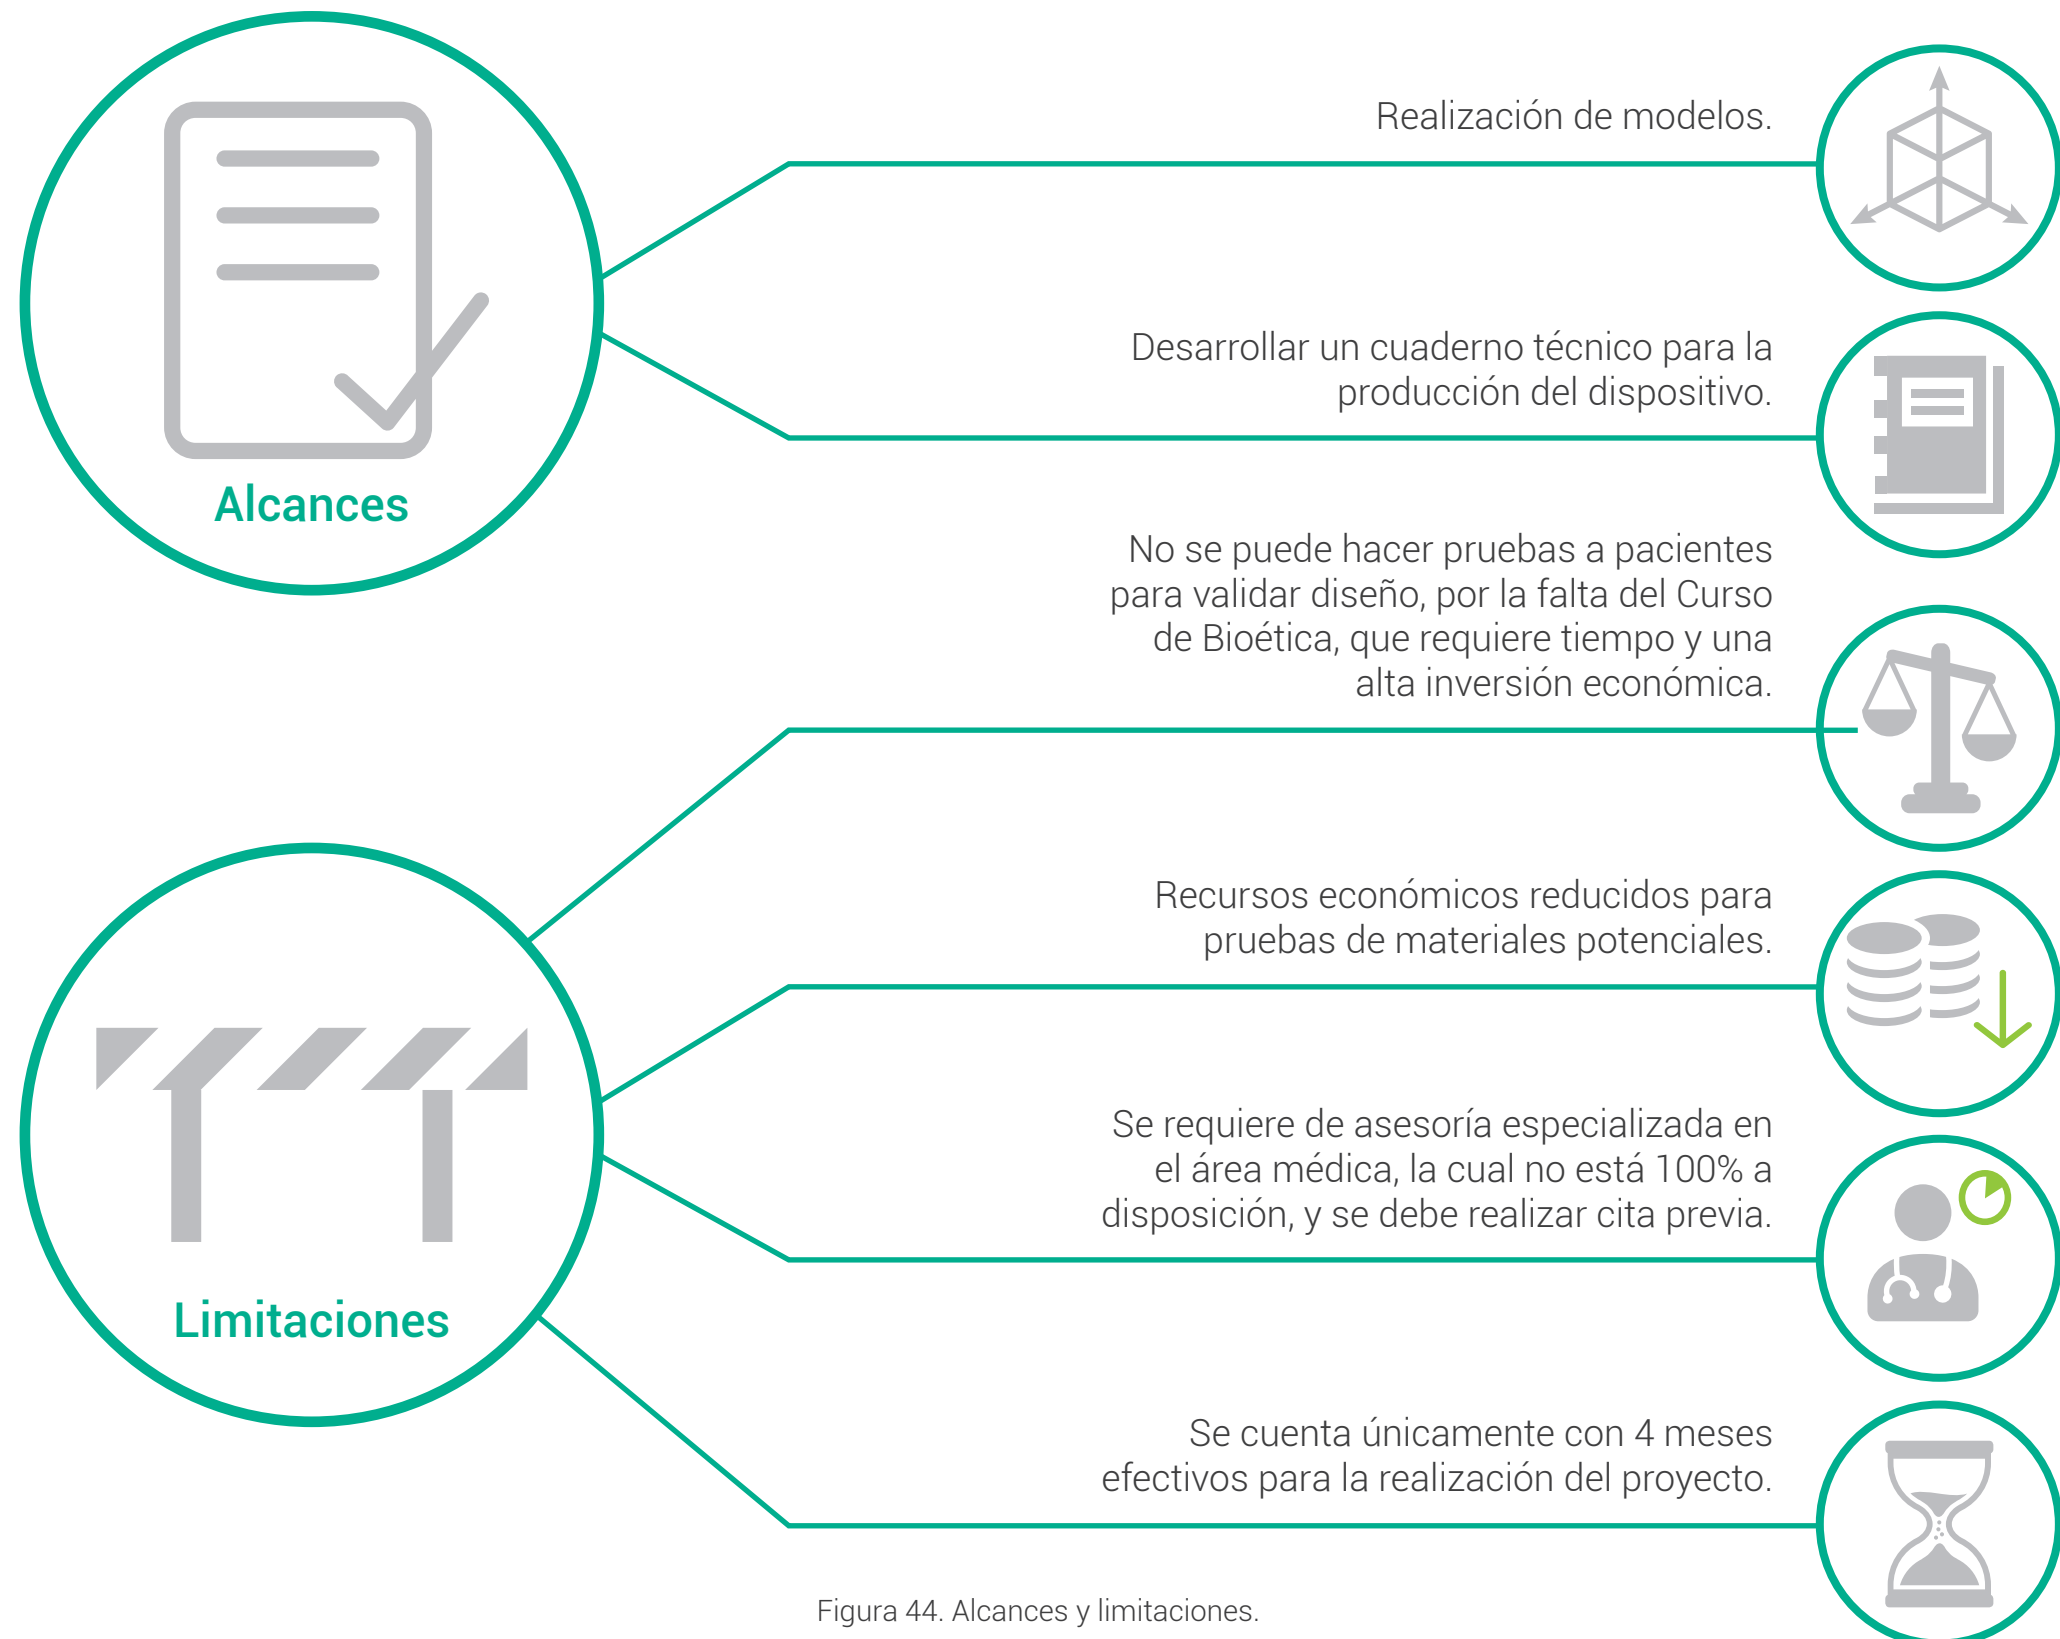 Realización de modelos.
Desarrollar un cuaderno técnico para la
producción del dispositivo.
Alcances
No se puede hacer pruebas a pacientes
para validar diseño, por la falta del Curso
de Bioética, que requiere tiempo y una
alta inversión económica.
Recursos económicos reducidos para
pruebas de materiales potenciales.
Se requiere de asesoría especializada en
el área médica, la cual no está 100% a
disposición, y se debe realizar cita previa.
Limitaciones
Se cuenta únicamente con 4 meses
efectivos para la realización del proyecto.
Figura 44. Alcances y limitaciones.